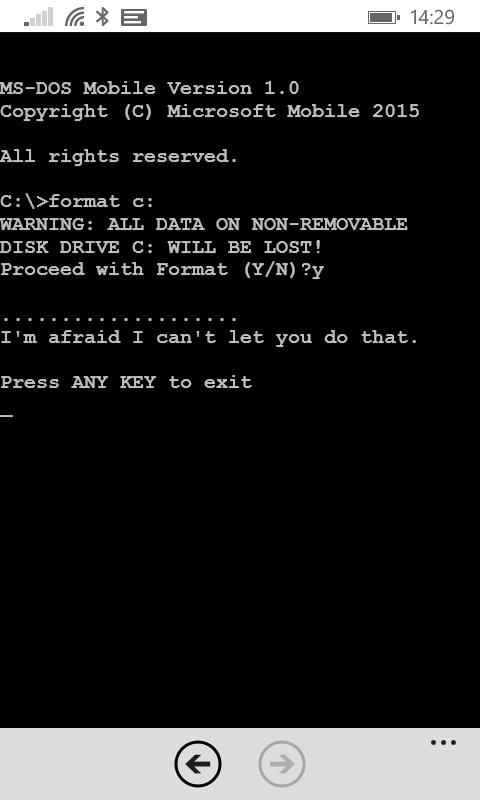 14:29
MS-DOS Mobile Version 1.0
Copyright (C) Microsoft Mobile 2015
All rights reserved.
C:\>format c:
WARNING: ALL DATA ON NON-REMOVABLE
DISK DRIVE C: WILL BE LOST!
Proceed with Format (Y/N)?y
....................
I'm afraid I can't let you do that.
Press ANY KEY to exit
_